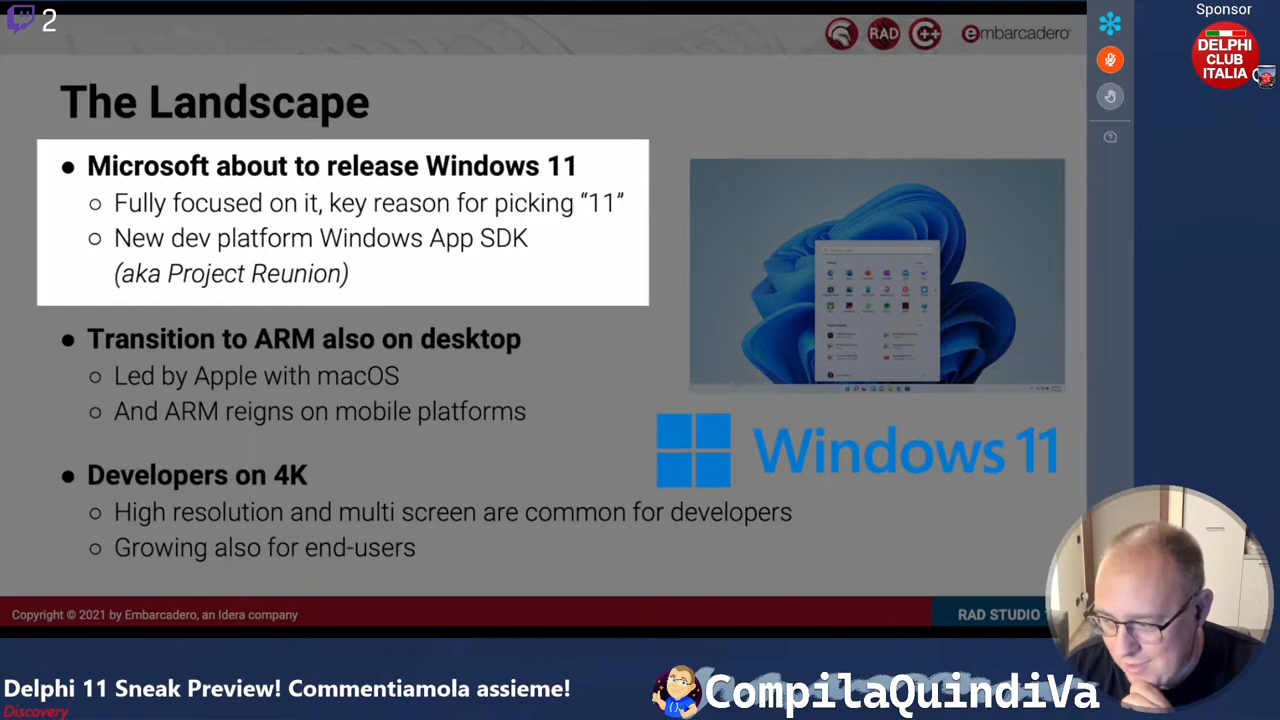 2
RAD
C++
embarcadero
Sponsor
DELPHI
CLUB
ITALIA
The Landscape
● Microsoft about to release Windows 11
○ Fully focused on it, key reason for picking “11”
○ New dev platform Windows App SDK
(aka Project Reunion)
● Transition to ARM also on desktop
○ Led by Apple with macOS
○ And ARM reigns on mobile platforms
Windows 11
● Developers on 4K
○ High resolution and multi screen are common for developers
○ Growing also for end-users
Copyright © 2021 by Embarcadero, an Idera company
RAD STUDIO
Delphi 11 Sneak Preview! Commentiamola assieme!
Discovery
{ }
CompilaQuindiVa